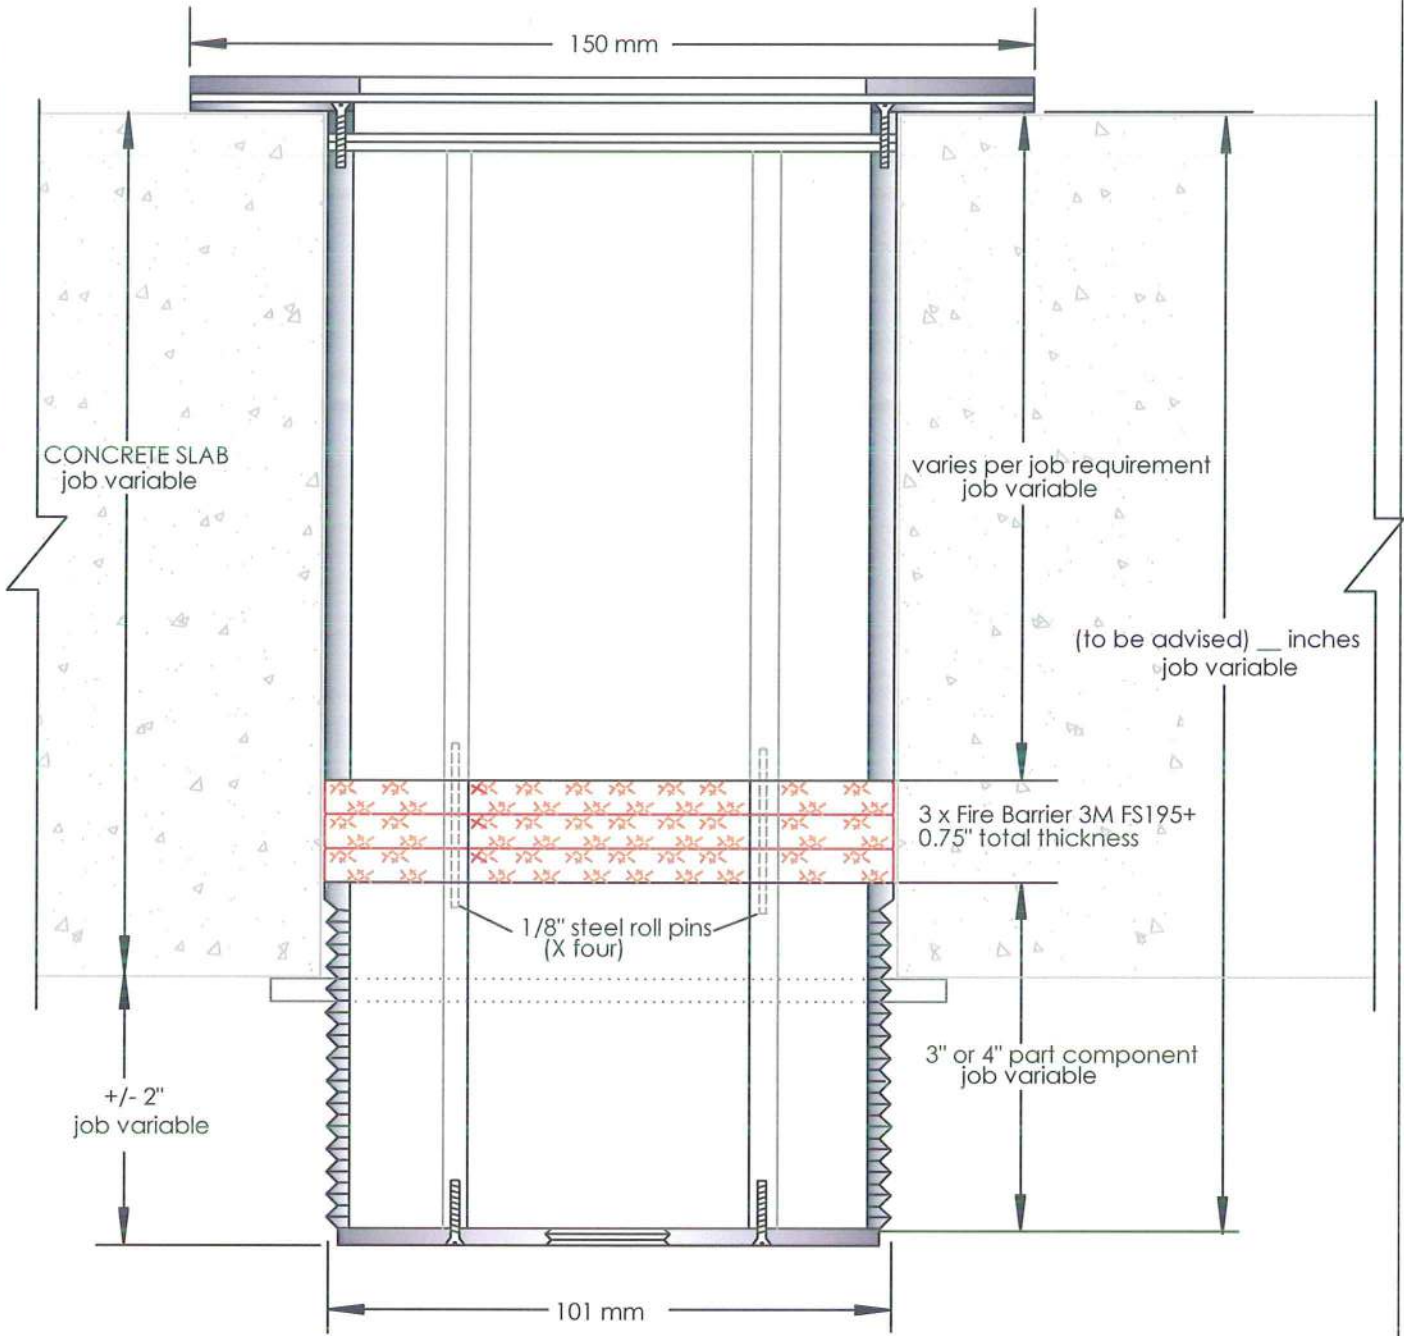 150 mm
CONCRETE SLAB
job variable
varies per job requirement
job variable
(to be advised) __ inches
job variable
3 x Fire Barrier 3M FS195+
0.75" total thickness
1/8" steel roll pins
(X four)
3" or 4" part component
job variable
+/- 2"
job variable
101 mm